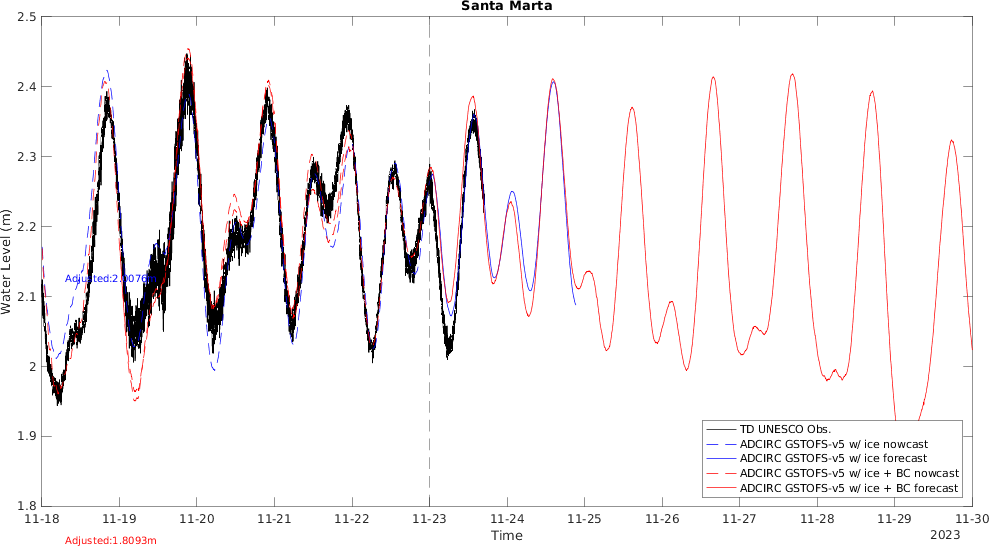 Santa Marta
2.5
2.4
2.3
2.2
2.1
2
1.9
1.8
Water Level (m)
Adjusted:2.0076m
TD UNESCO Obs.
ADCIRC GSTOFS-v5 w/ ice nowcast
ADCIRC GSTOFS-v5 w/ ice forecast
ADCIRC GSTOFS-v5 w/ ice + BC nowcast
ADCIRC GSTOFS-v5 w/ ice + BC forecast
11-18 11-19 11-20 11-21 11-22 11-23 11-24 11-25 11-26 11-27 11-28 11-29 11-30
Time
2023
Adjusted:1.8093m